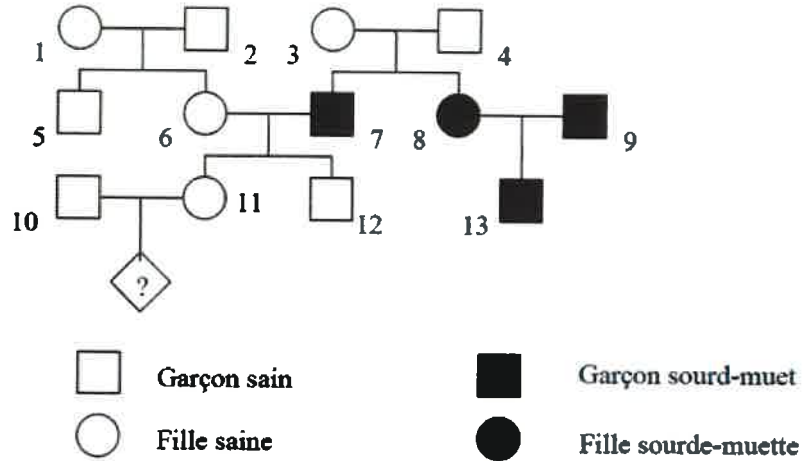 1 2 3 4
5 6 7 8 9
10 11 12 13
?
Garçon sain Garçon sourd-muet
Fille saine Fille sourde-muette